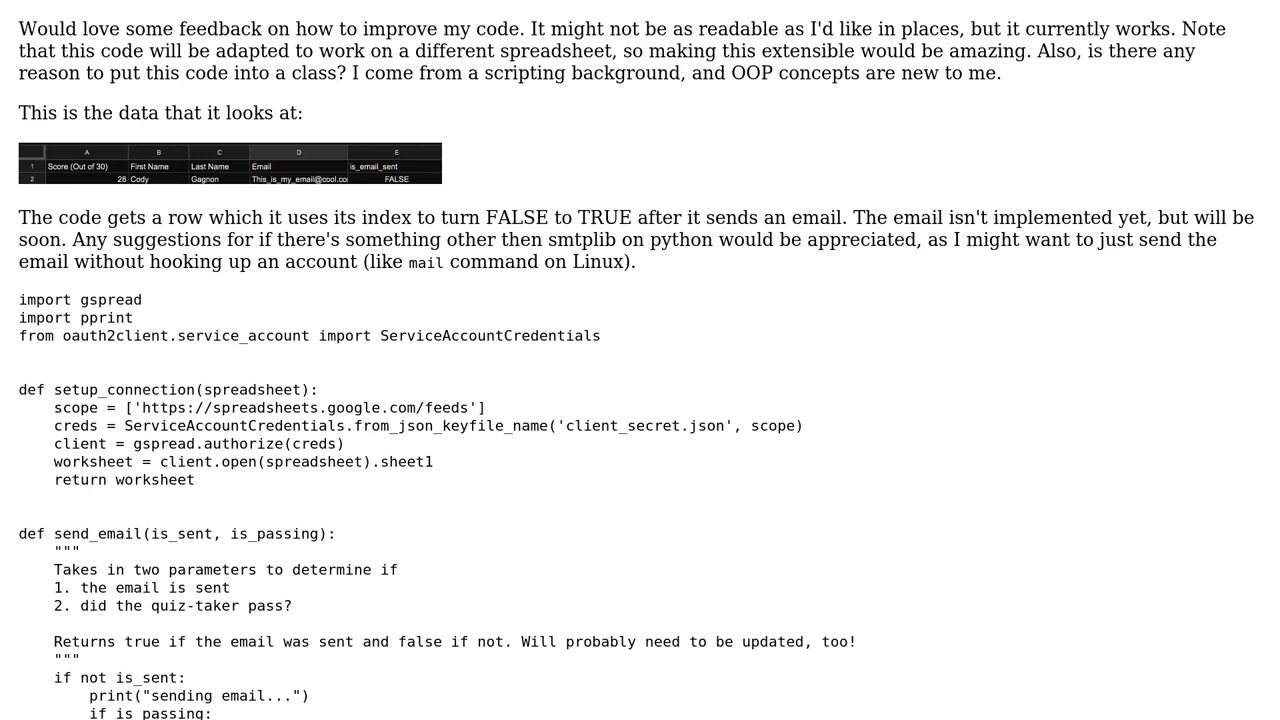 Would love some feedback on how to improve my code. It might not be as readable as I'd like in places, but it currently works. Note
that this code will be adapted to work on a different spreadsheet, so making this extensible would be amazing. Also, is there any
reason to put this code into a class? I come from a scripting background, and OOP concepts are new to me.
This is the data that it looks at:
A B C D E
1 Score (Out of 30) First Name Last Name Email is_email_sent
2 28 Cody Gagnon This_is_my_email@cool.co FALSE
The code gets a row which it uses its index to turn FALSE to TRUE after it sends an email. The email isn't implemented yet, but will be
soon. Any suggestions for if there's something other then smtplib on python would be appreciated, as I might want to just send the
email without hooking up an account (like mail command on Linux).
import gspread
import pprint
from oauth2client.service_account import ServiceAccountCredentials
def setup_connection(spreadsheet):
    scope = ['https://spreadsheets.google.com/feeds']
    creds = ServiceAccountCredentials.from_json_keyfile_name('client_secret.json', scope)
    client = gspread.authorize(creds)
    worksheet = client.open(spreadsheet).sheet1
    return worksheet
def send_email(is_sent, is_passing):
    """
    Takes in two parameters to determine if
    1. the email is sent
    2. did the quiz-taker pass?
    Returns true if the email was sent and false if not. Will probably need to be updated, too!
    """
    if not is_sent:
        print("sending email...")
        if is passing: